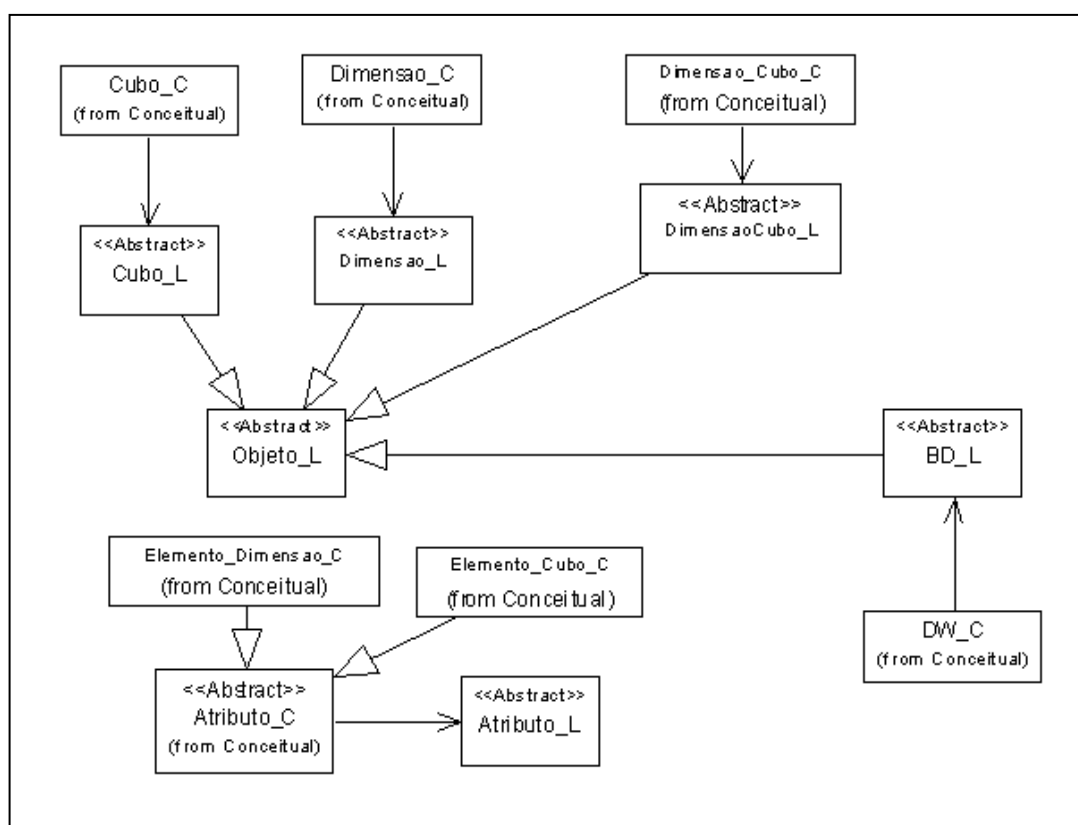 Cubo_C
(from Conceitual)
Dimensao_C
(from Conceitual)
Dimensao_Cubo_C
(from Conceitual)
<<Abstract>>
Cubo_L
<<Abstract>>
Dimensao_L
<<Abstract>>
DimensaoCubo_L
<<Abstract>>
Objeto_L
<<Abstract>>
BD_L
Elemento_Dimensao_C
(from Conceitual)
Elemento_Cubo_C
(from Conceitual)
DW_C
(from Conceitual)
<<Abstract>>
Atributo_C
(from Conceitual)
<<Abstract>>
Atributo_L